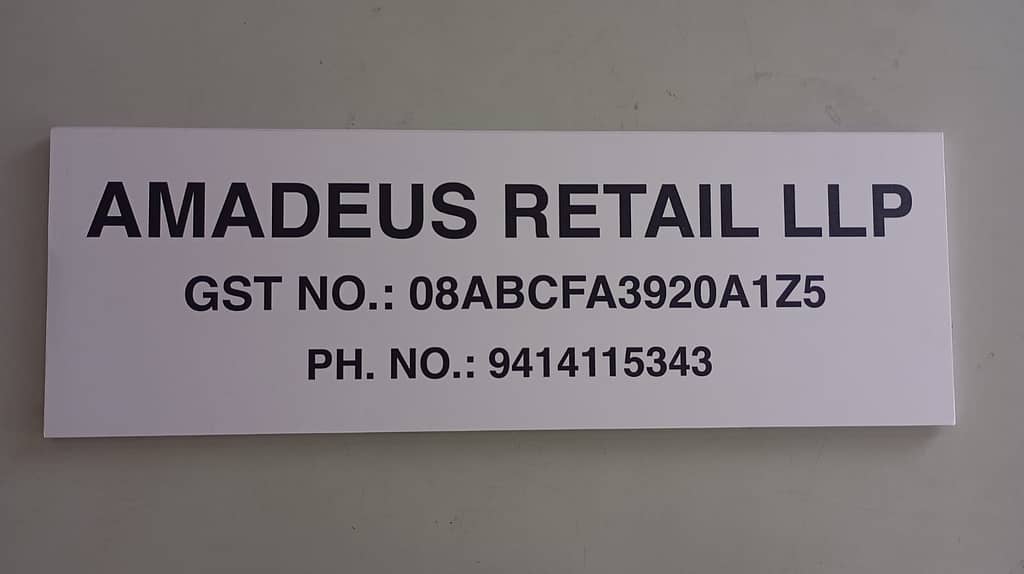 AMADEUS RETAIL LLP
GST NO.: 08ABCFA3920A1Z5
PH. NO.: 9414115343